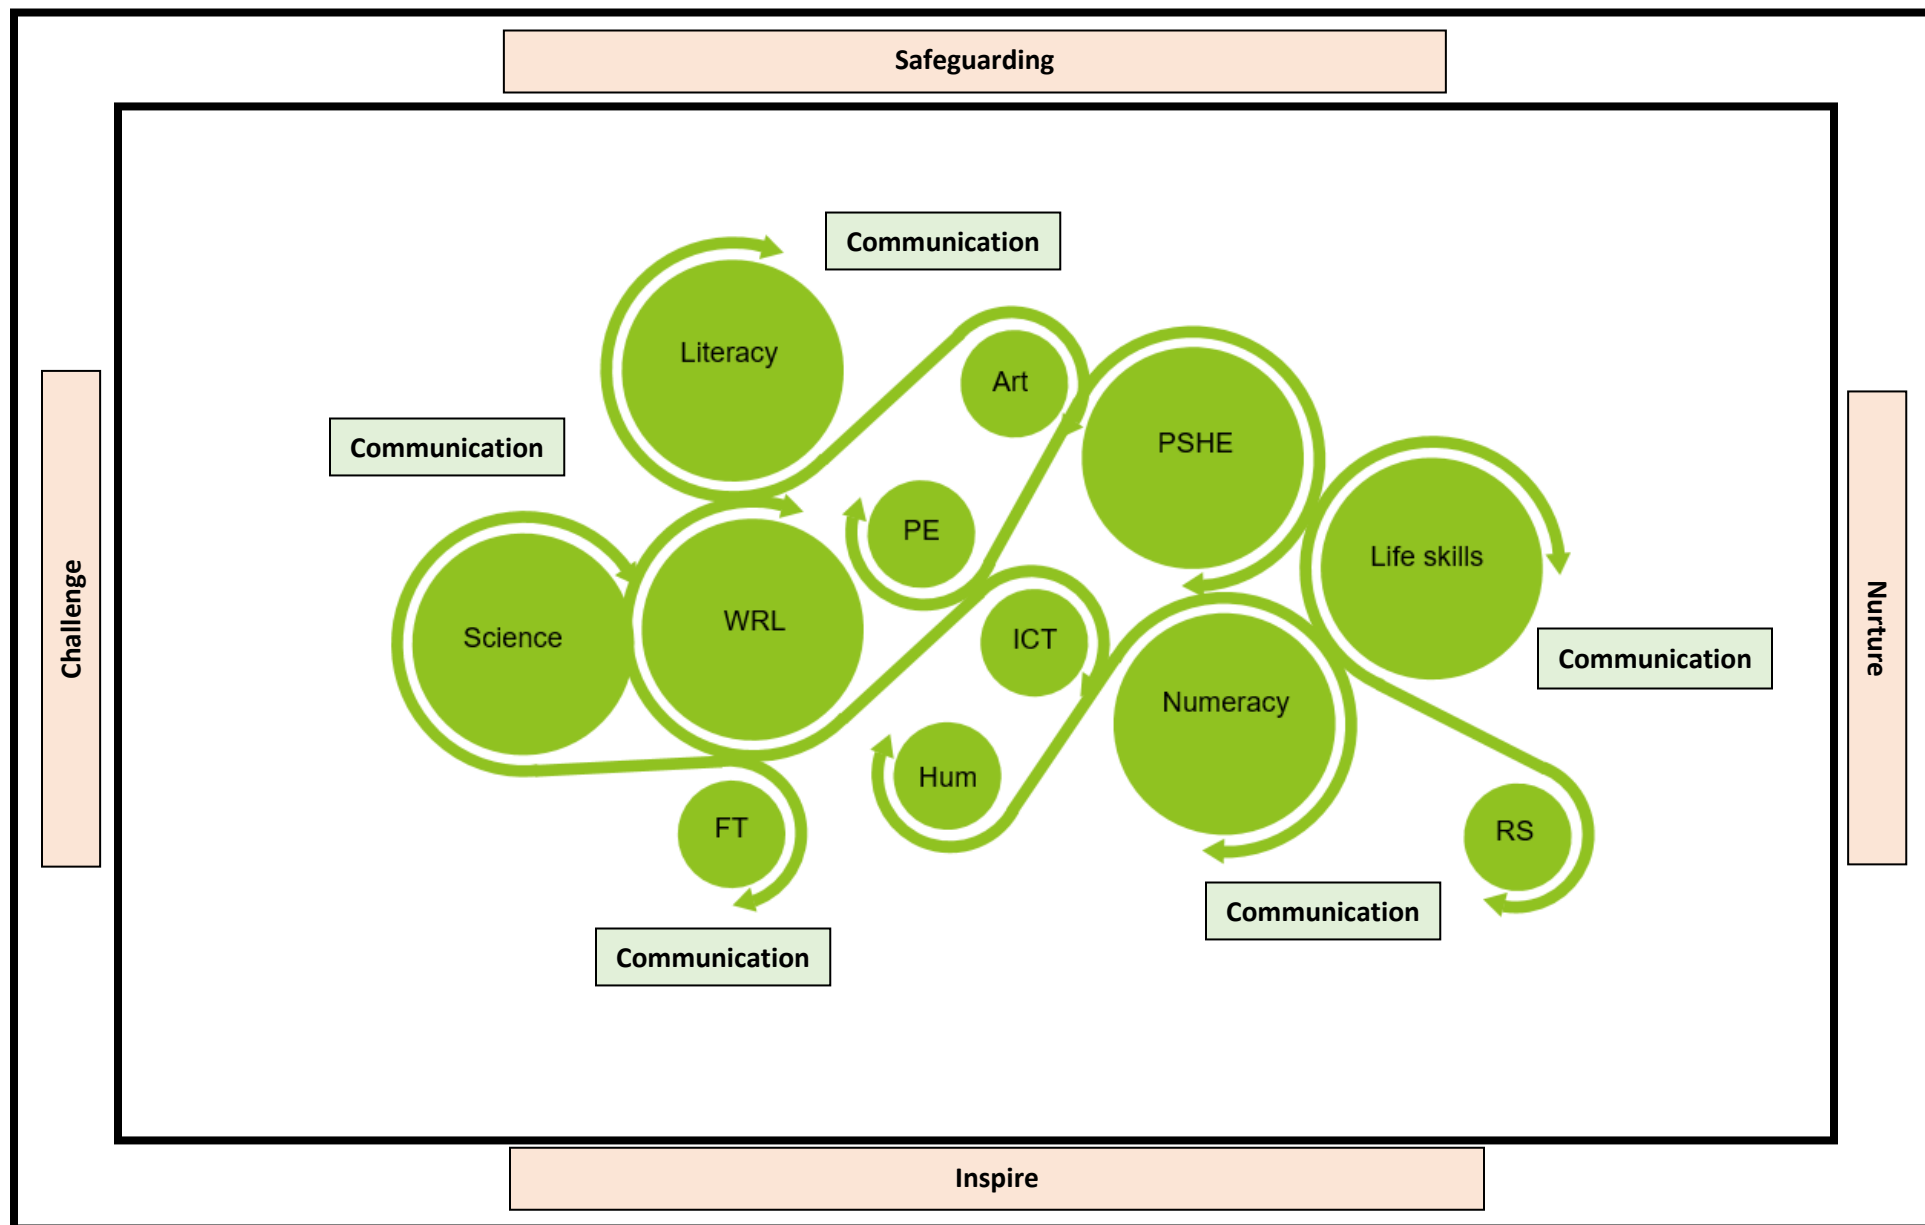 Safeguarding
Communication
Literacy
Art
Communication
PSHE
PE
Life skills
Challenge
Science
WRL
ICT
Communication
Nurture
Numeracy
Hum
FT
RS
Communication
Communication
Inspire